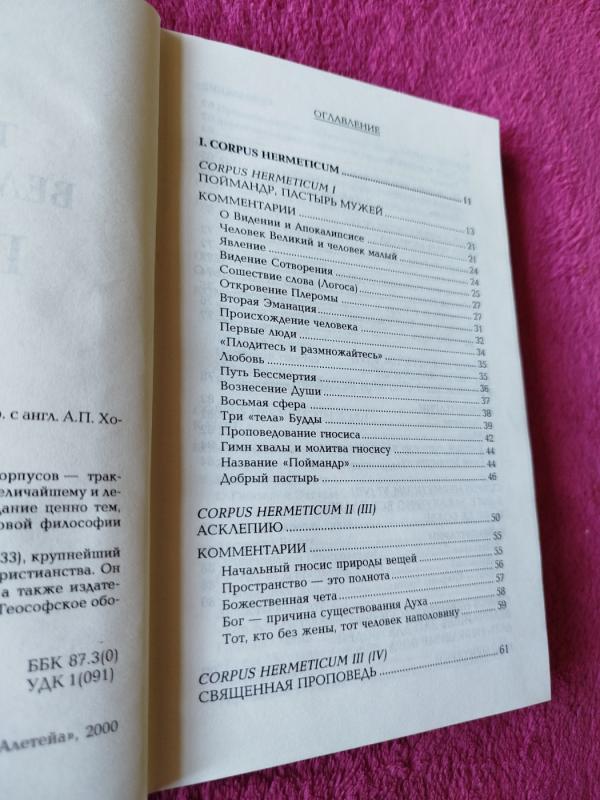 ). с англ. А.П. Хо-
орпусов — трак-
еличайшему и ле-
дание ценно тем,
овой философии
33), крупнейший
ристианства. Он
а также издате-
Теософское обо-
ББК 87.3(0)
УДК 1(091)
Алетейа», 2000
ОГЛАВЛЕНИЕ
I. CORPUS HERMETICUM 11
CORPUS HERMETICUM I
ПОЙМАНДР, ПАСТЫРЬ МУЖЕЙ 13
КОММЕНТАРИИ 21
О Видении и Апокалипсисе 21
Человек Великий и человек малый 24
Явление 24
Видение Сотворения 25
Сошествие слова (Логоса) 27
Откровение Плеромы 27
Вторая Эманация 31
Происхождение человека 32
Первые люди 34
«Плодитесь и размножайтесь» 35
Любовь 35
Путь Бессмертия 36
Вознесение Души 37
Восьмая сфера 38
Три «тела» Будды 39
Проповедование гносиса 42
Гимн хвалы и молитва гносису 44
Название «Поймандр» 44
Добрый пастырь 46
CORPUS HERMETICUM II (III)
АСКЛЕПИЮ 50
КОММЕНТАРИИ 55
Начальный гносис природы вещей 55
Пространство — это полнота 56
Божественная чета 57
Бог — причина существования Духа 58
Тот, кто без жены, тот человек наполовину 59
CORPUS HERMETICUM III (IV)
СВЯЩЕННАЯ ПРОПОВЕДЬ 61